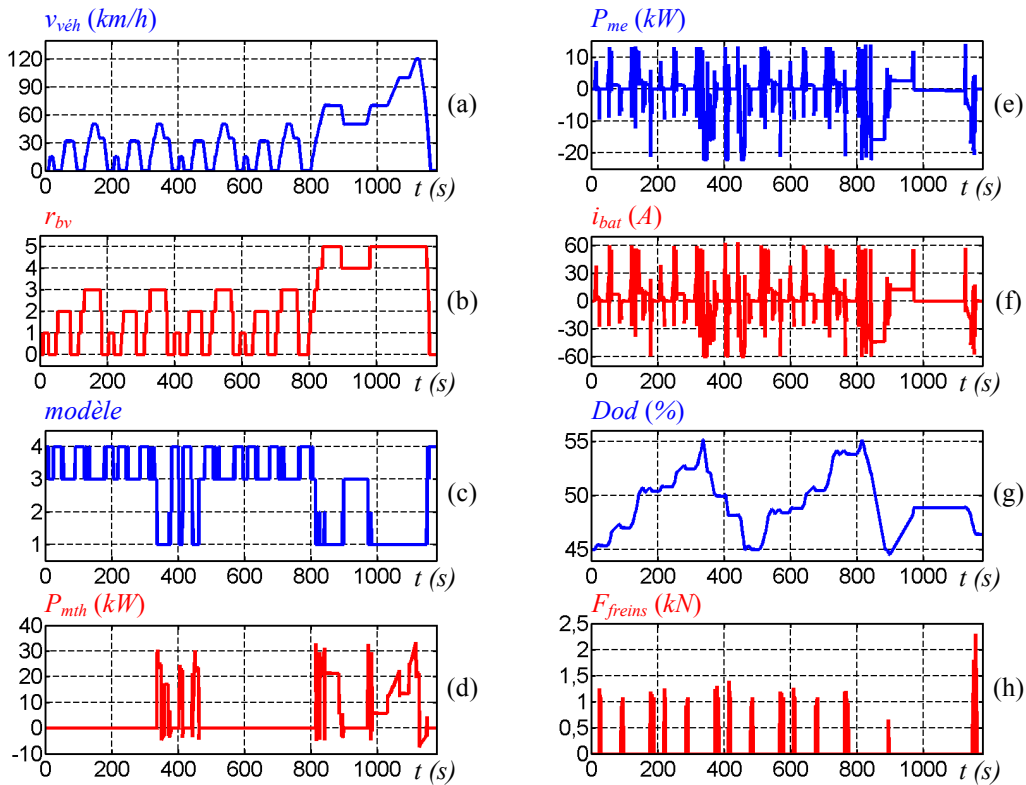 v_véh (km/h)
120
90
60
30
0
0 200 400 600 800 1000 t (s)
(a)
r_bv
5
4
3
2
1
0
0 200 400 600 800 1000 t (s)
(b)
modèle
4
3
2
1
0 200 400 600 800 1000 t (s)
(c)
P_mth (kW)
40
30
20
10
0
-10
0 200 400 600 800 1000 t (s)
(d)
P_me (kW)
10
0
-10
-20
0 200 400 600 800 1000 t (s)
(e)
i_bat (A)
60
30
0
-30
-60
0 200 400 600 800 1000 t (s)
(f)
Dod (%)
55
50
45
0 200 400 600 800 1000 t (s)
(g)
F_freins (kN)
2,5
2
1,5
1
0,5
0
0 200 400 600 800 1000 t (s)
(h)